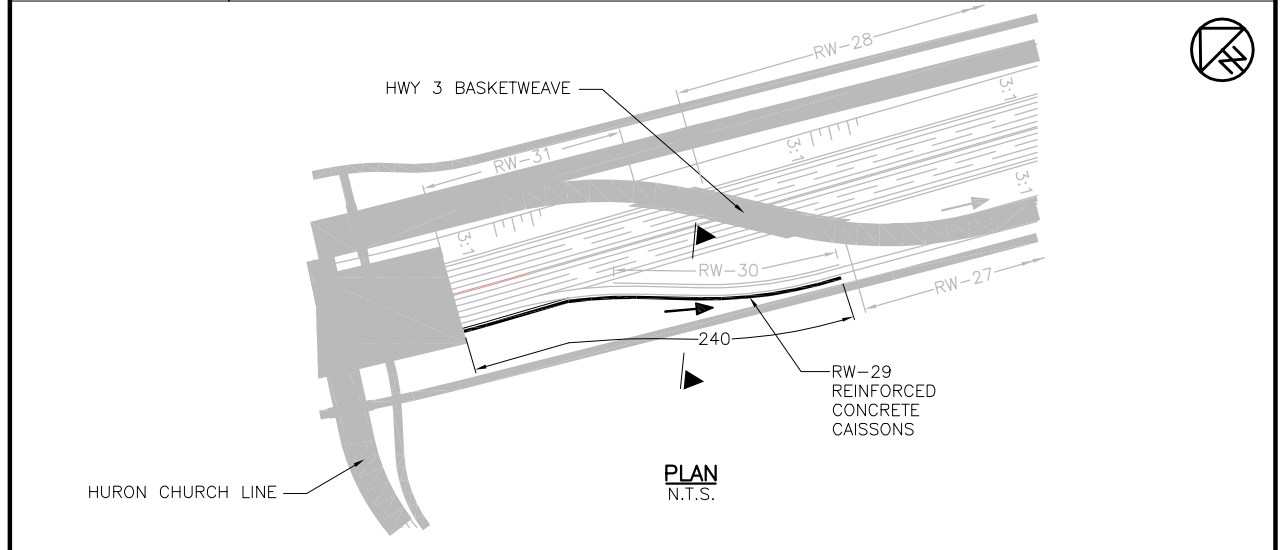 RW-28
HWY 3 BASKETWEAVE
3:1
3:1
RW-31
3:1
3:1
RW-30
RW-27
240
RW-29
REINFORCED
CONCRETE
CAISSONS
PLAN
N.T.S.
HURON CHURCH LINE
N